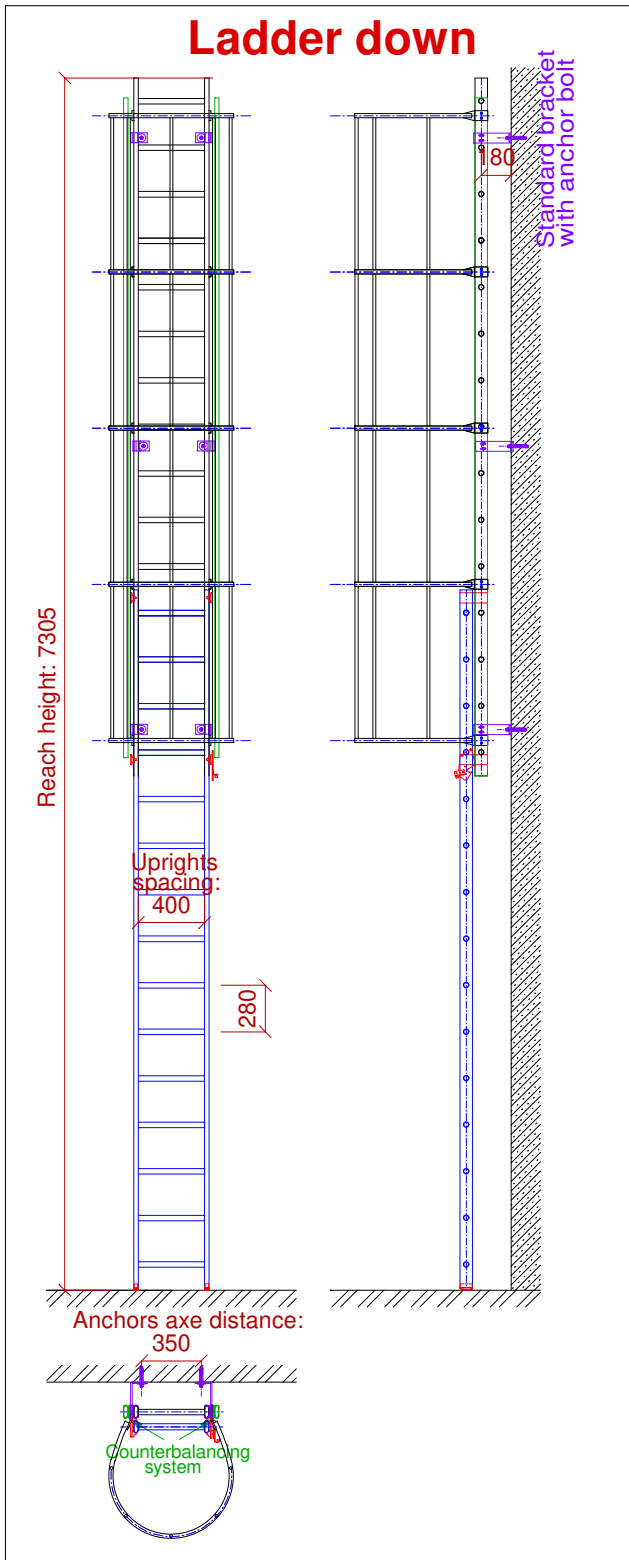 Ladder down
Standard bracket
with anchor bolt
180
Reach height: 7305
Uprights
spacing:
400
280
Anchors axe distance:
350
Counterbalancing
system